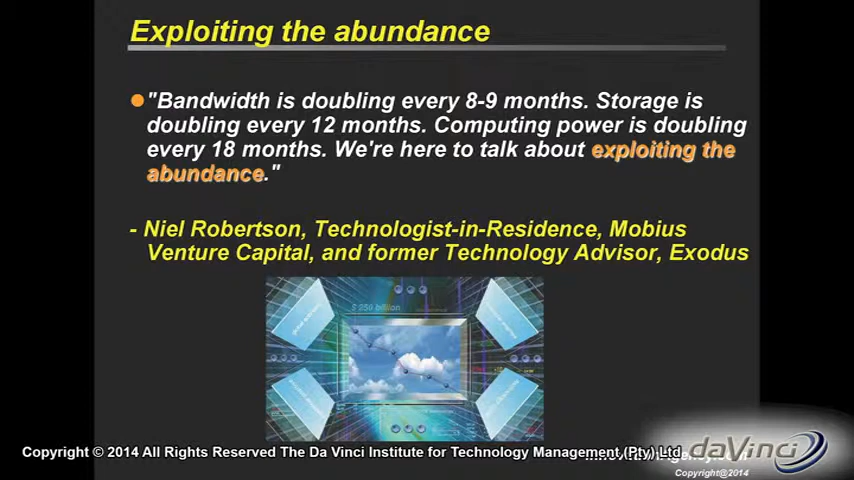 Exploiting the abundance
"Bandwidth is doubling every 8-9 months. Storage is
doubling every 12 months. Computing power is doubling
every 18 months. We're here to talk about exploiting the
abundance."
- Niel Robertson, Technologist-in-Residence, Mobius
Venture Capital, and former Technology Advisor, Exodus
$ 250 billion
Copyright © 2014 All Rights Reserved The Da Vinci Institute for Technology Management (Pty) Ltd
daVinci
Copyright@2014